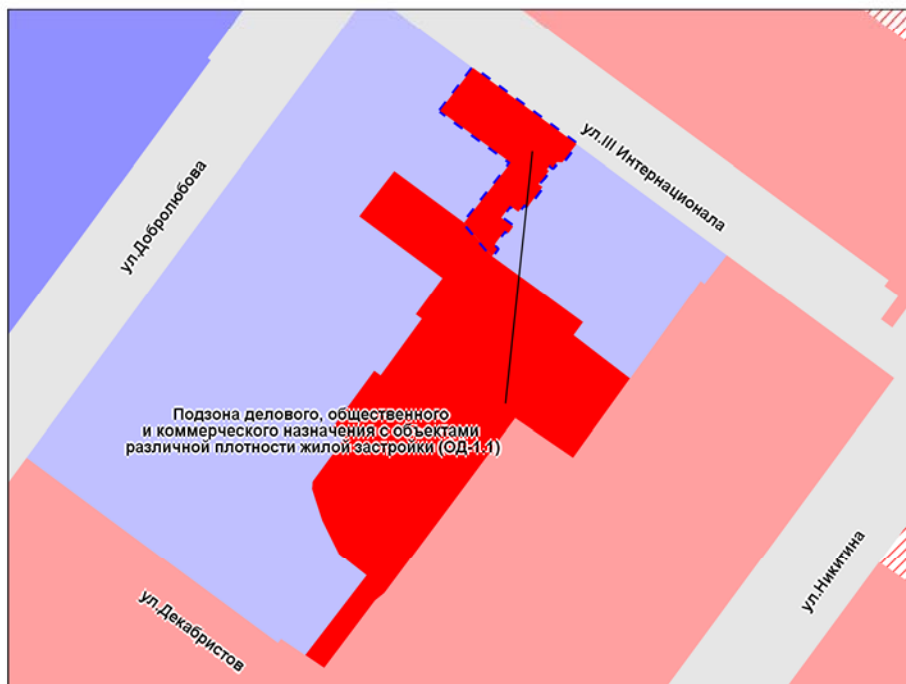 ул.III Интернационала
ул.Добролюбова
Подзона делового, общественного
и коммерческого назначения с объектами
различной плотности жилой застройки (ОД-1.1)
ул.Никитина
ул.Декабристов